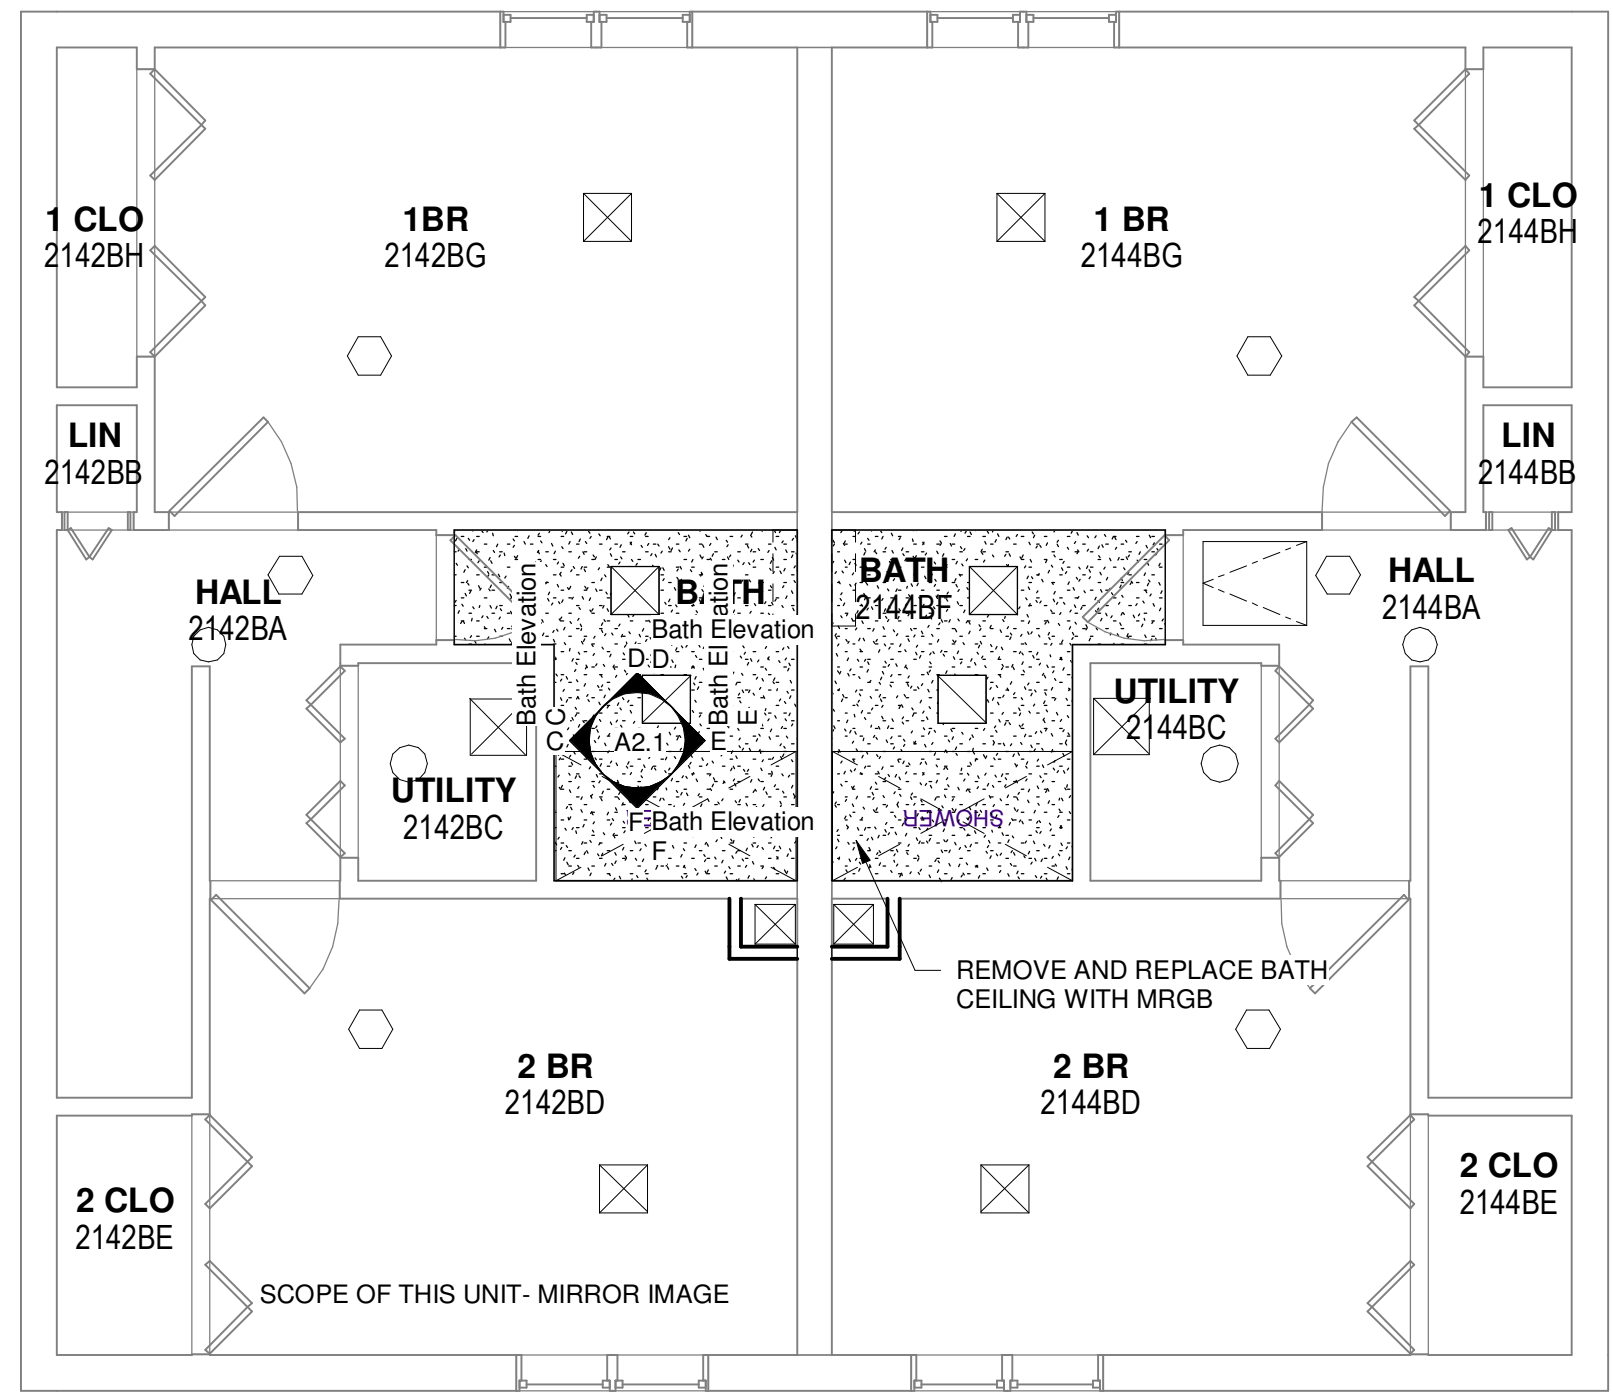 1 CLO
2142BH
1BR
2142BG
1 BR
2144BG
1 CLO
2144BH
LIN
2142BB
LIN
2144BB
HALL
2142BA
Bath Elevation
C
C
Bath Elevation
D
D
Bath Elevation
E
E
A2.1
F
Bath Elevation
F
BATH
2144BF
HALL
2144BA
UTILITY
2142BC
UTILITY
2144BC
SHOWER
REMOVE AND REPLACE BATH
CEILING WITH MRGB
2 BR
2142BD
2 BR
2144BD
2 CLO
2142BE
2 CLO
2144BE
SCOPE OF THIS UNIT- MIRROR IMAGE